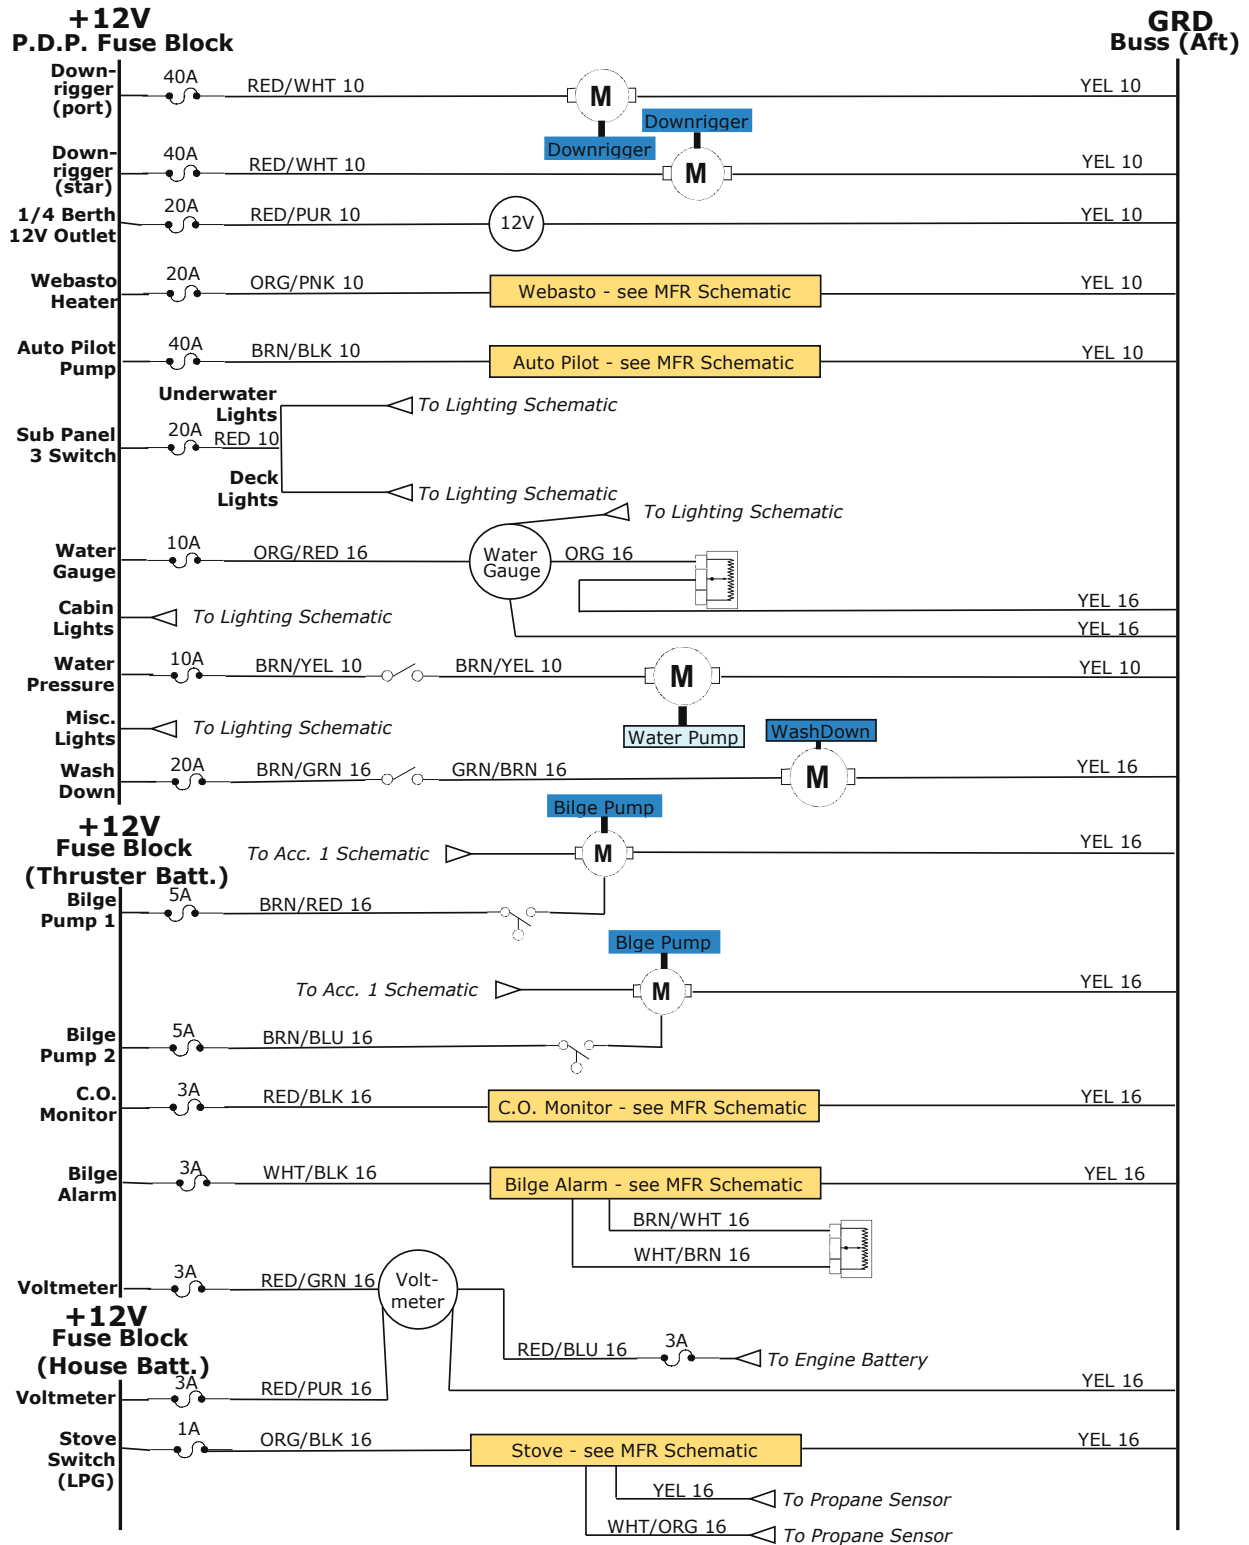 +12V
P.D.P. Fuse Block
GRD
Buss (Aft)
Down-
rigger
(port)
40A
RED/WHT 10
M
YEL 10
Downrigger
Downrigger
Down-
rigger
(star)
40A
RED/WHT 10
M
YEL 10
1/4 Berth
12V Outlet
20A
RED/PUR 10
12V
YEL 10
Webasto
Heater
20A
ORG/PNK 10
Webasto - see MFR Schematic
YEL 10
Auto Pilot
Pump
40A
BRN/BLK 10
Auto Pilot - see MFR Schematic
YEL 10
Underwater
Lights
To Lighting Schematic
Sub Panel
3 Switch
20A
RED 10
Deck
Lights
To Lighting Schematic
To Lighting Schematic
Water
Gauge
10A
ORG/RED 16
Water
Gauge
ORG 16
YEL 16
Cabin
Lights
To Lighting Schematic
YEL 16
Water
Pressure
10A
BRN/YEL 10
BRN/YEL 10
M
YEL 10
Water Pump
Misc.
Lights
To Lighting Schematic
WashDown
Wash
Down
20A
BRN/GRN 16
GRN/BRN 16
M
YEL 16
+12V
Fuse Block
(Thruster Batt.)
Bilge Pump
To Acc. 1 Schematic
M
YEL 16
Bilge
Pump 1
5A
BRN/RED 16
Blge Pump
To Acc. 1 Schematic
M
YEL 16
Bilge
Pump 2
5A
BRN/BLU 16
C.O.
Monitor
3A
RED/BLK 16
C.O. Monitor - see MFR Schematic
YEL 16
Bilge
Alarm
3A
WHT/BLK 16
Bilge Alarm - see MFR Schematic
YEL 16
BRN/WHT 16
WHT/BRN 16
Voltmeter
3A
RED/GRN 16
Volt-
meter
+12V
Fuse Block
(House Batt.)
RED/BLU 16
3A
To Engine Battery
Voltmeter
3A
RED/PUR 16
YEL 16
Stove
Switch
(LPG)
1A
ORG/BLK 16
Stove - see MFR Schematic
YEL 16
YEL 16
To Propane Sensor
WHT/ORG 16
To Propane Sensor